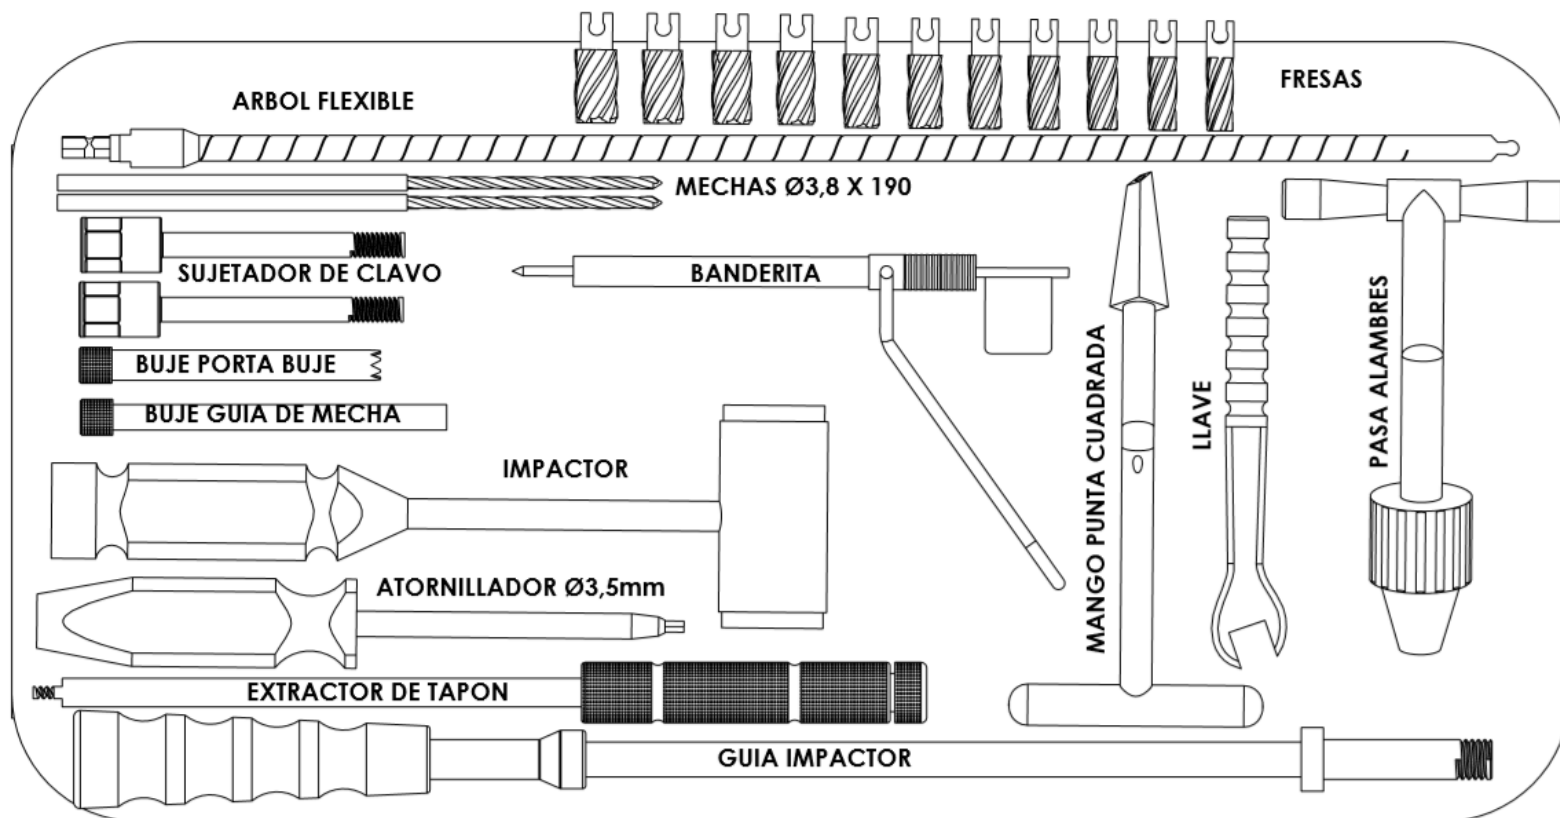 FRESAS
ARBOL FLEXIBLE
MECHAS Ø3,8 X 190
SUJETADOR DE CLAVO
BANDERITA
BUJE PORTA BUJE
BUJE GUIA DE MECHA
IMPACTOR
MANGO PUNTA CUADRADA
LLAVE
PASA ALAMBRES
ATORNILLADOR Ø3,5mm
EXTRACTOR DE TAPON
GUIA IMPACTOR